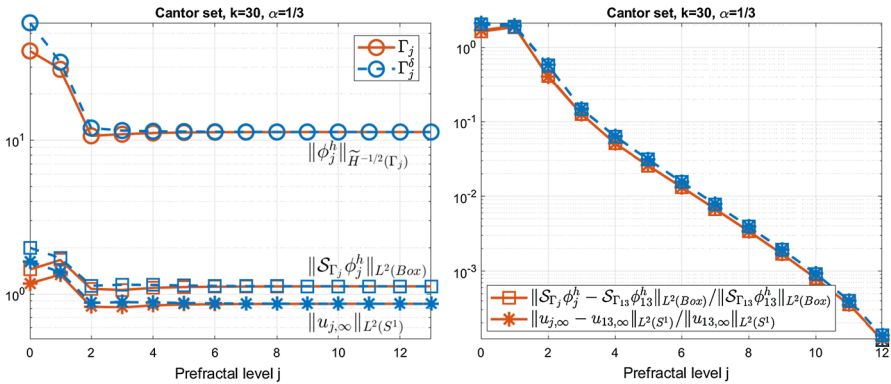 Cantor set, k=30, α=1/3
Γ_j
Γ_j^δ
10^1
10^0
‖φ_j^h‖_{H̃^{-1/2}(Γ_j)}
‖𝒮_{Γ_j}φ_j^h‖_{L^2(Box)}
‖u_{j,∞}‖_{L^2(S^1)}
0 2 4 6 8 10 12
Prefractal level j
Cantor set, k=30, α=1/3
10^0
10^{-1}
10^{-2}
10^{-3}
‖𝒮_{Γ_j}φ_j^h − 𝒮_{Γ_{13}}φ_{13}^h‖_{L^2(Box)}/‖𝒮_{Γ_{13}}φ_{13}^h‖_{L^2(Box)}
‖u_{j,∞} − u_{13,∞}‖_{L^2(S^1)}/‖u_{13,∞}‖_{L^2(S^1)}
0 2 4 6 8 10 12
Prefractal level j